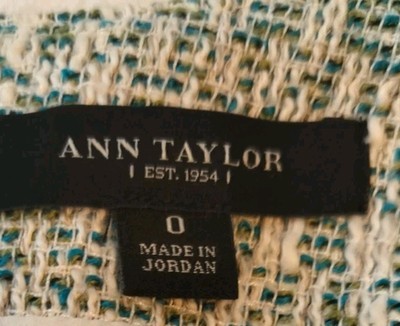 ANN TAYLOR
| EST. 1954 |
0
MADE IN
JORDAN